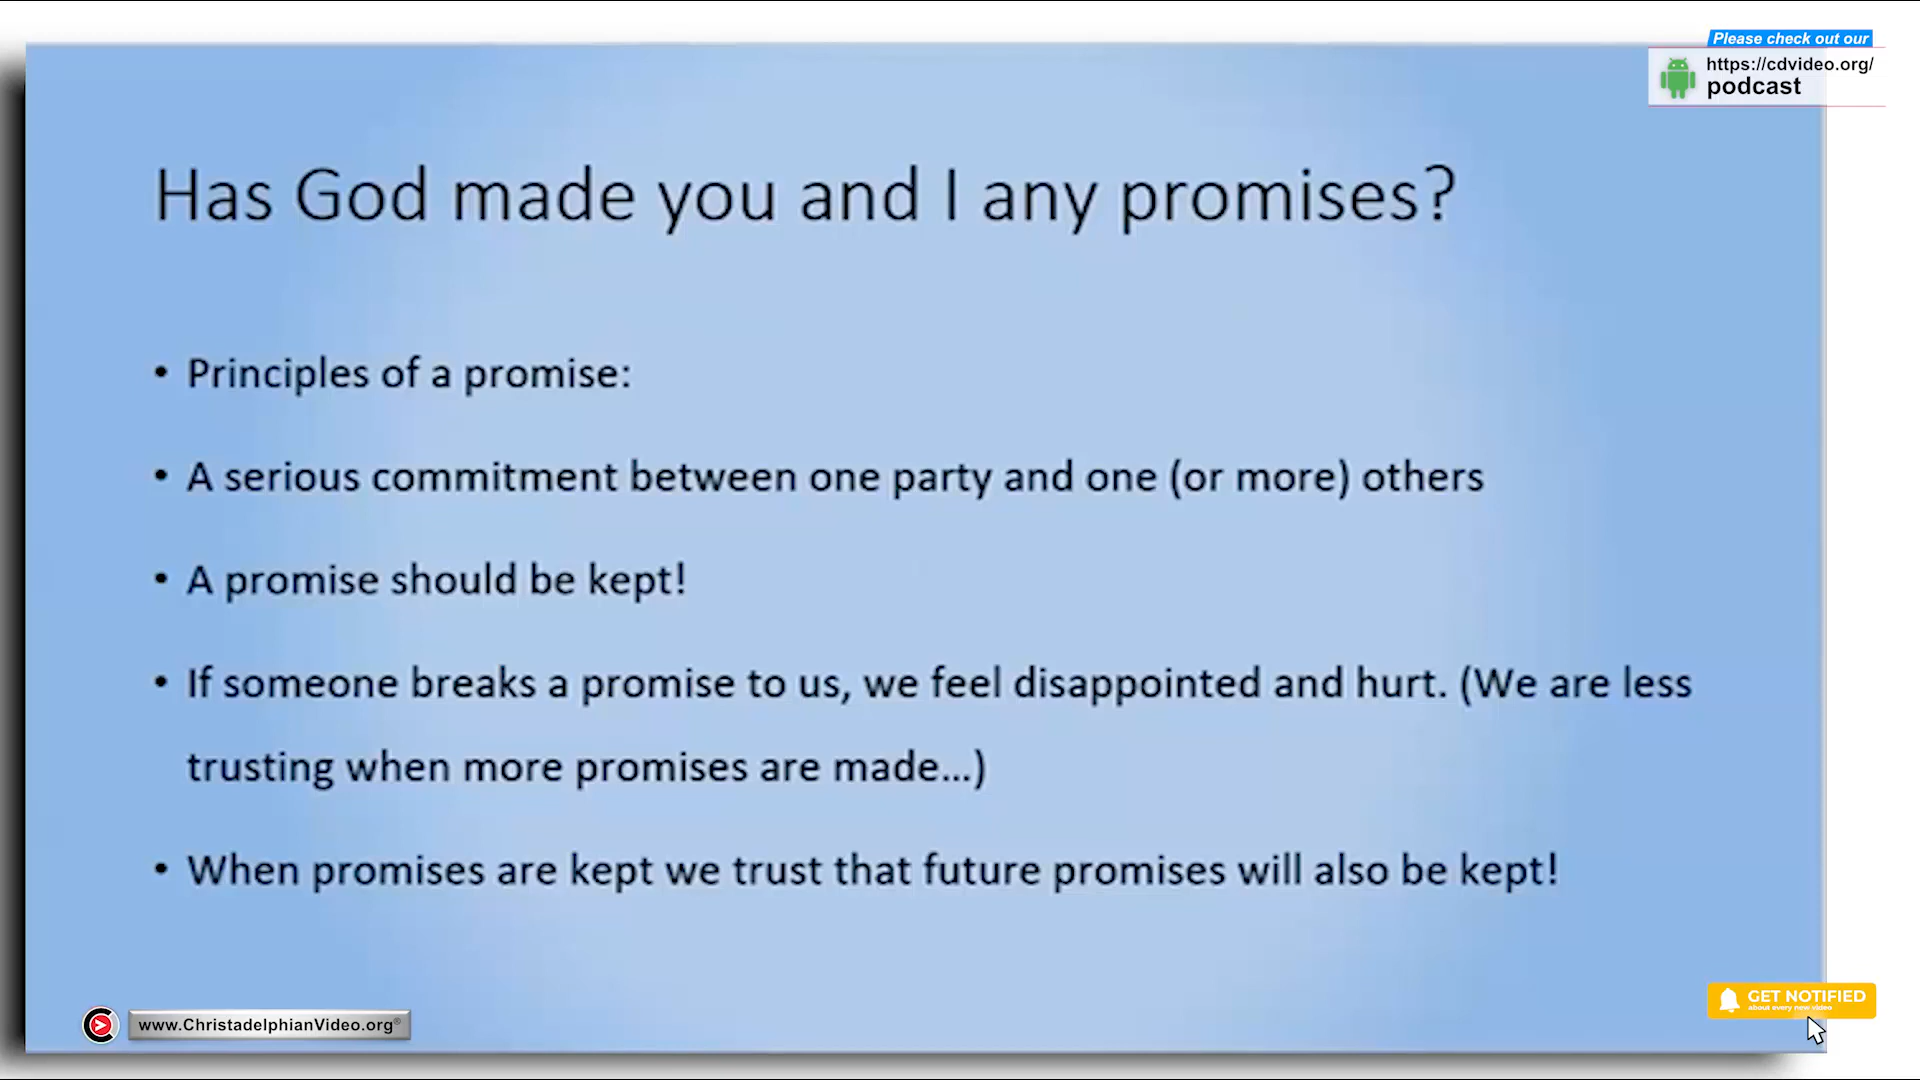 Please check out our
https://cdvideo.org/
podcast
Has God made you and I any promises?
• Principles of a promise:
• A serious commitment between one party and one (or more) others
• A promise should be kept!
• If someone breaks a promise to us, we feel disappointed and hurt. (We are less
trusting when more promises are made...)
• When promises are kept we trust that future promises will also be kept!
www.ChristadelphianVideo.org®
GET NOTIFIED
about every new video